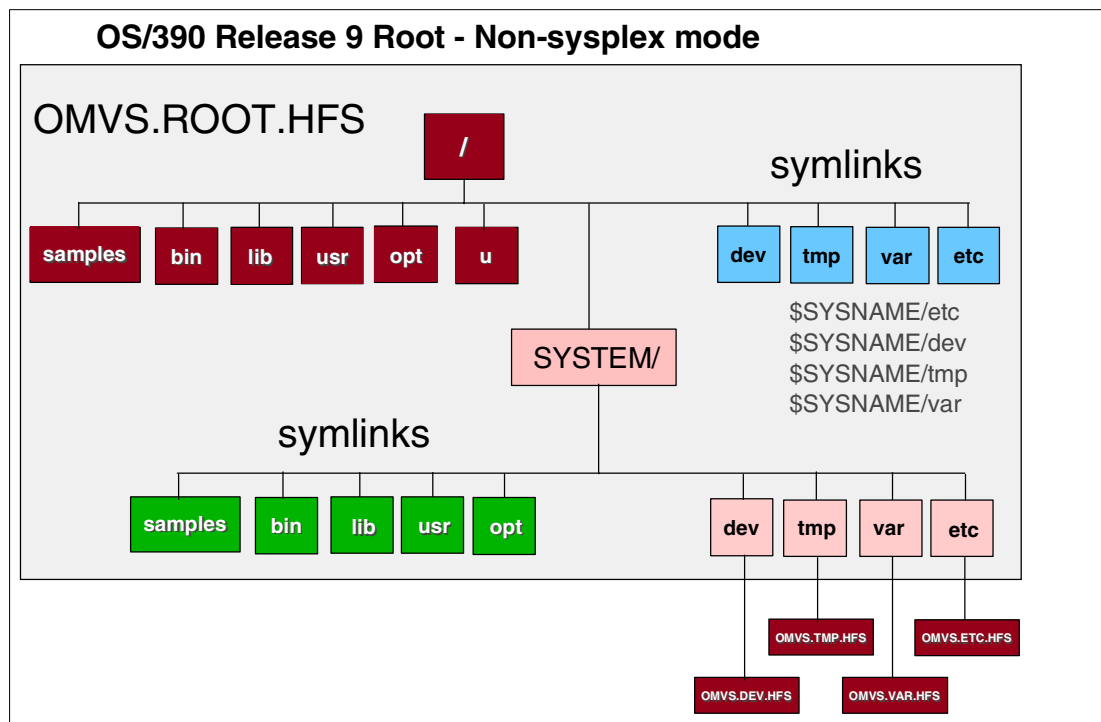 OS/390 Release 9 Root - Non-sysplex mode
OMVS.ROOT.HFS
/
symlinks
samples bin lib usr opt u dev tmp var etc
$SYSNAME/etc
$SYSNAME/dev
$SYSNAME/tmp
$SYSNAME/var
SYSTEM/
symlinks
samples bin lib usr opt dev tmp var etc
OMVS.TMP.HFS OMVS.ETC.HFS
OMVS.DEV.HFS OMVS.VAR.HFS